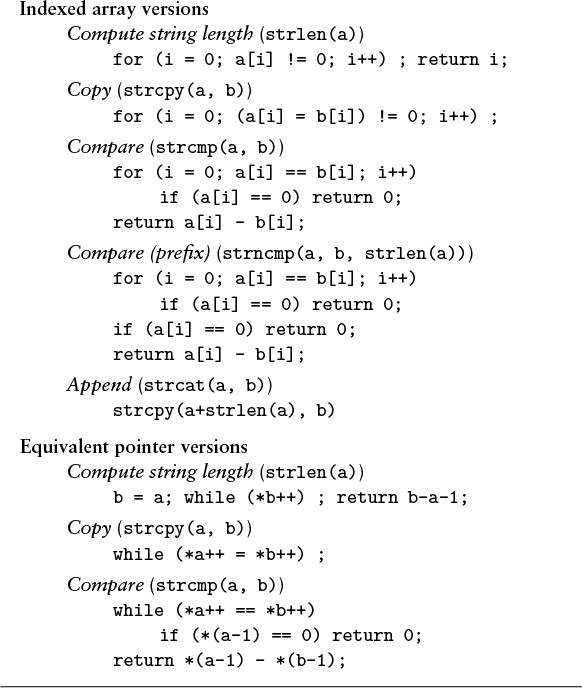 Indexed array versions
Compute string length (strlen(a))
for (i = 0; a[i] != 0; i++) ; return i;
Copy (strcpy(a, b))
for (i = 0; (a[i] = b[i]) != 0; i++) ;
Compare (strcmp(a, b))
for (i = 0; a[i] == b[i]; i++)
if (a[i] == 0) return 0;
return a[i] - b[i];
Compare (prefix) (strncmp(a, b, strlen(a)))
for (i = 0; a[i] == b[i]; i++)
if (a[i] == 0) return 0;
if (a[i] == 0) return 0;
return a[i] - b[i];
Append (strcat(a, b))
strcpy(a+strlen(a), b)
Equivalent pointer versions
Compute string length (strlen(a))
b = a; while (*b++) ; return b-a-1;
Copy (strcpy(a, b))
while (*a++ = *b++) ;
Compare (strcmp(a, b))
while (*a++ == *b++)
if (*(a-1) == 0) return 0;
return *(a-1) - *(b-1);